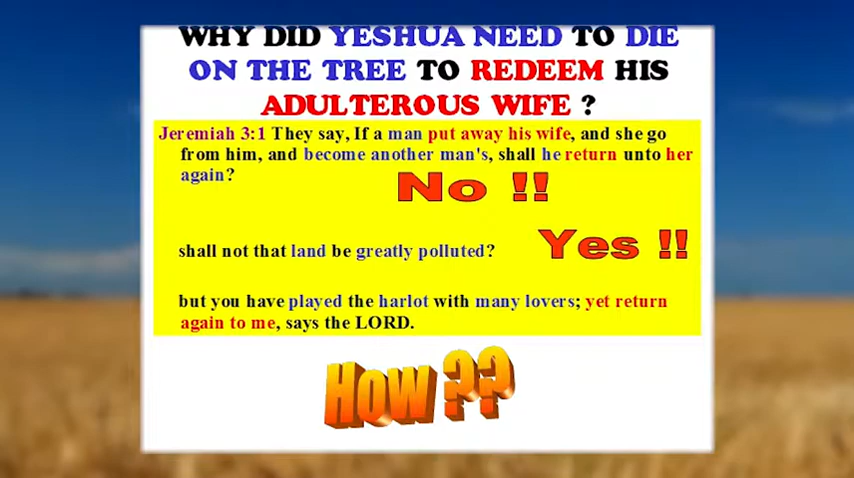 WHY DID YESHUA NEED TO DIE
ON THE TREE TO REDEEM HIS
ADULTEROUS WIFE ?
Jeremiah 3:1 They say, If a man put away his wife, and she go
from him, and become another man's, shall he return unto her
again?
No !!
Yes !!
shall not that land be greatly polluted?
but you have played the harlot with many lovers; yet return
again to me, says the LORD.
How ??